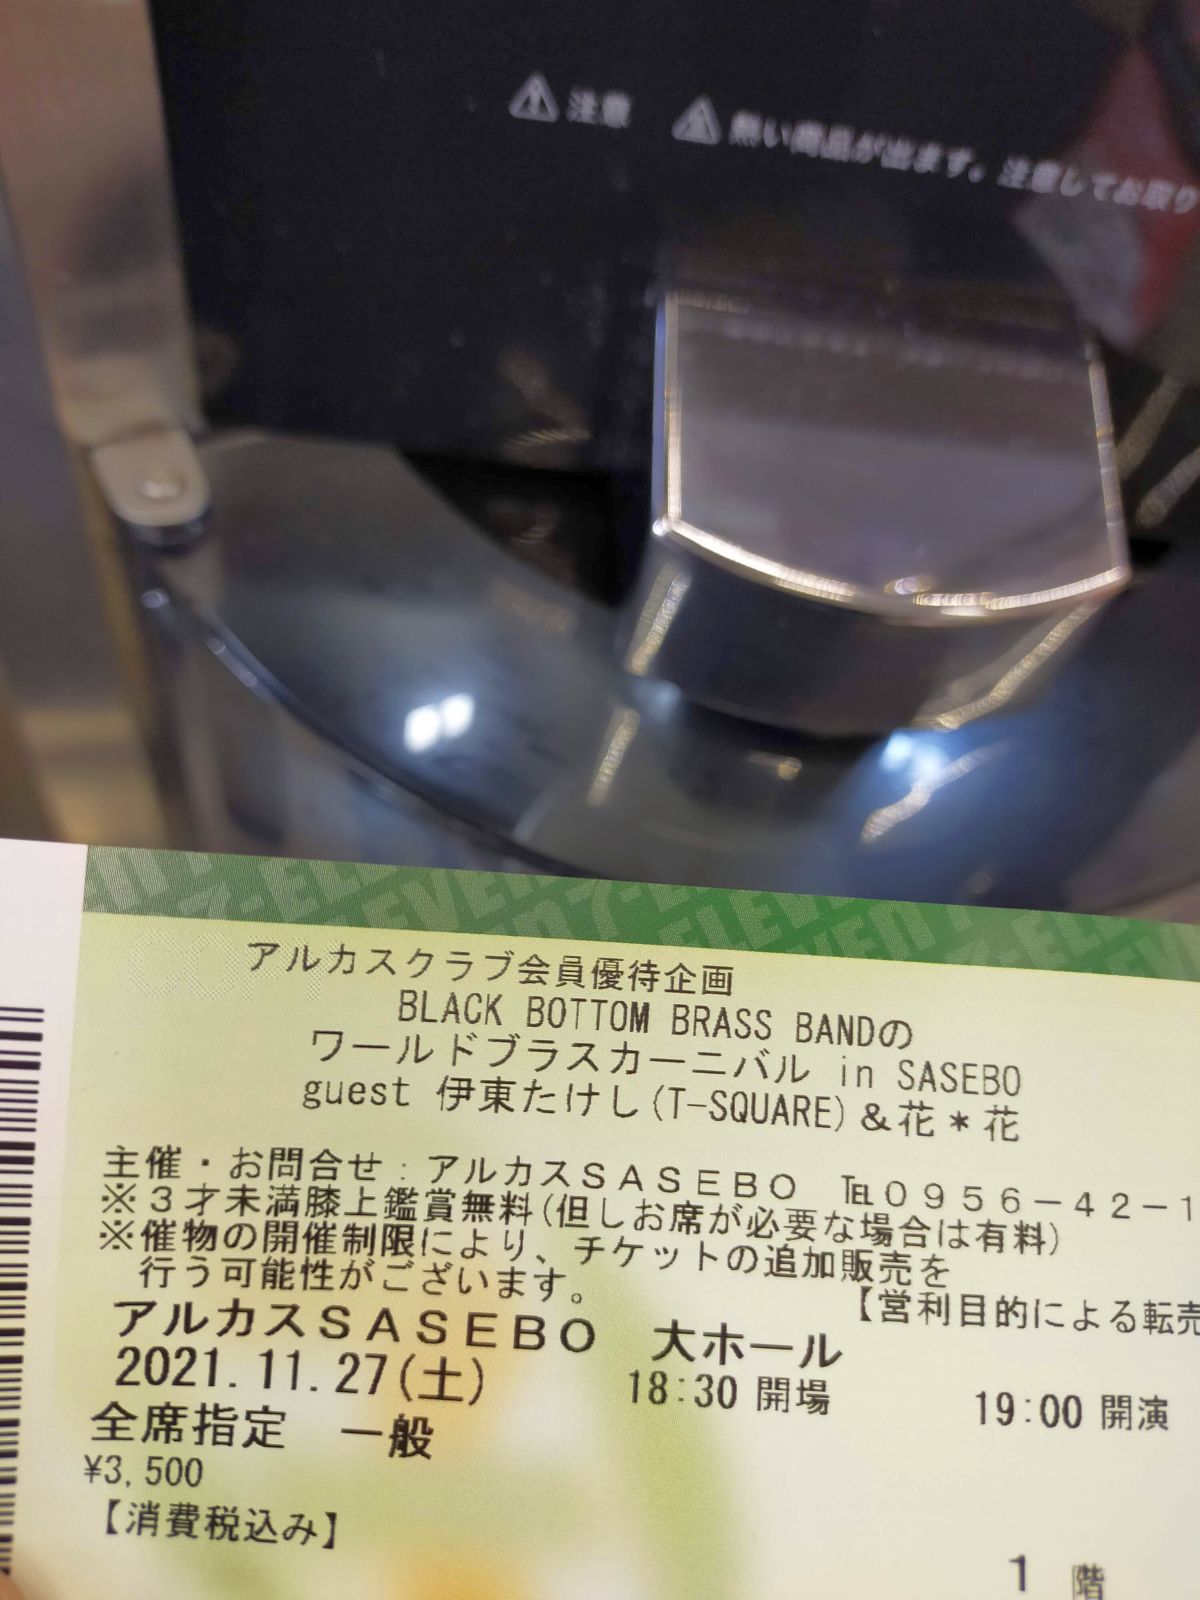 注意 熱い商品が出ます。注意してお取り
アルカスクラブ会員優待企画
BLACK BOTTOM BRASS BANDの
ワールドブラスカーニバル in SASEBO
guest 伊東たけし(T-SQUARE)&花*花
主催・お問合せ:アルカスSASEBO ℡0956-42-1
※3才未満膝上鑑賞無料(但しお席が必要な場合は有料)
※催物の開催制限により、チケットの追加販売を
行う可能性がございます。
【営利目的による転売
アルカスSASEBO 大ホール
2021.11.27(土) 18:30 開場 19:00 開演
全席指定 一般
¥3,500
【消費税込み】
1 階